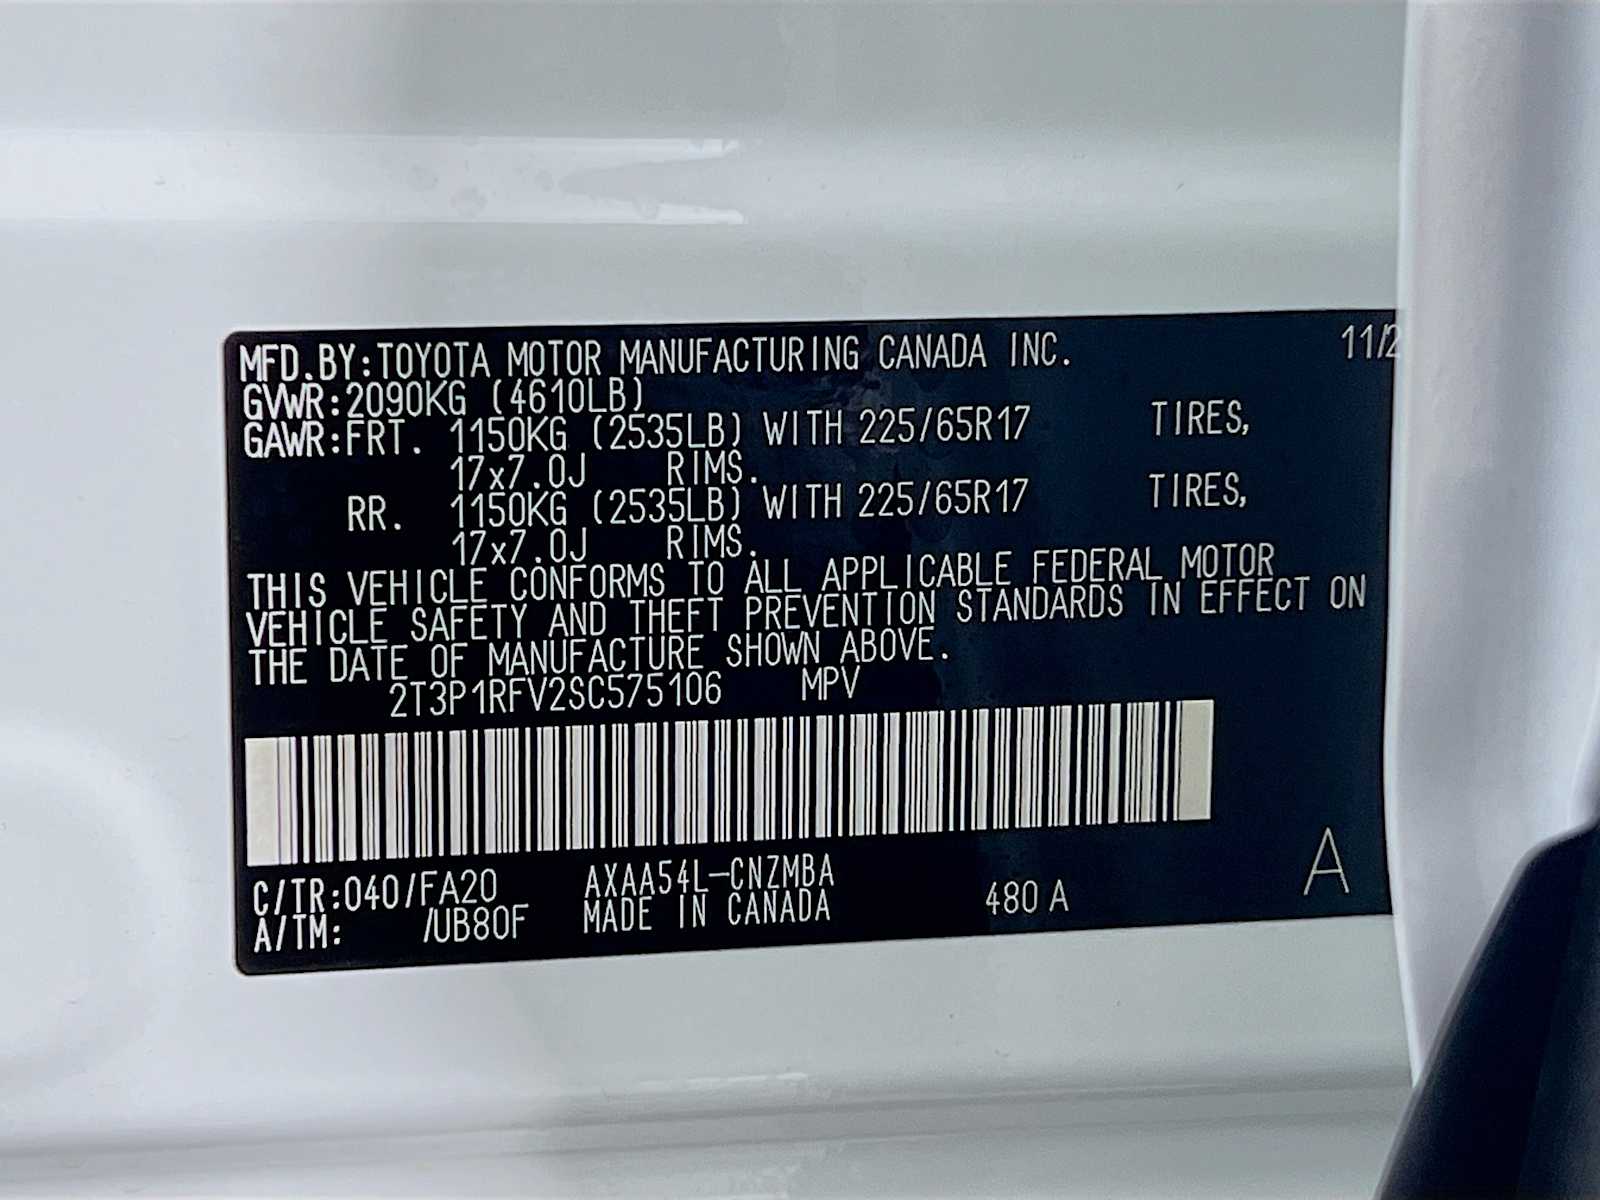 MFD.BY:TOYOTA MOTOR MANUFACTURING CANADA INC. 11/2
GVWR:2090KG (4610LB)
GAWR:FRT. 1150KG (2535LB) WITH 225/65R17 TIRES,
17x7.0J RIMS.
RR. 1150KG (2535LB) WITH 225/65R17 TIRES,
17x7.0J RIMS.
THIS VEHICLE CONFORMS TO ALL APPLICABLE FEDERAL MOTOR
VEHICLE SAFETY AND THEFT PREVENTION STANDARDS IN EFFECT ON
THE DATE OF MANUFACTURE SHOWN ABOVE.
2T3P1RFV2SC575106 MPV
C/TR:040/FA20 AXAA54L-CNZMBA
A/TM: /UB80F MADE IN CANADA 480 A A